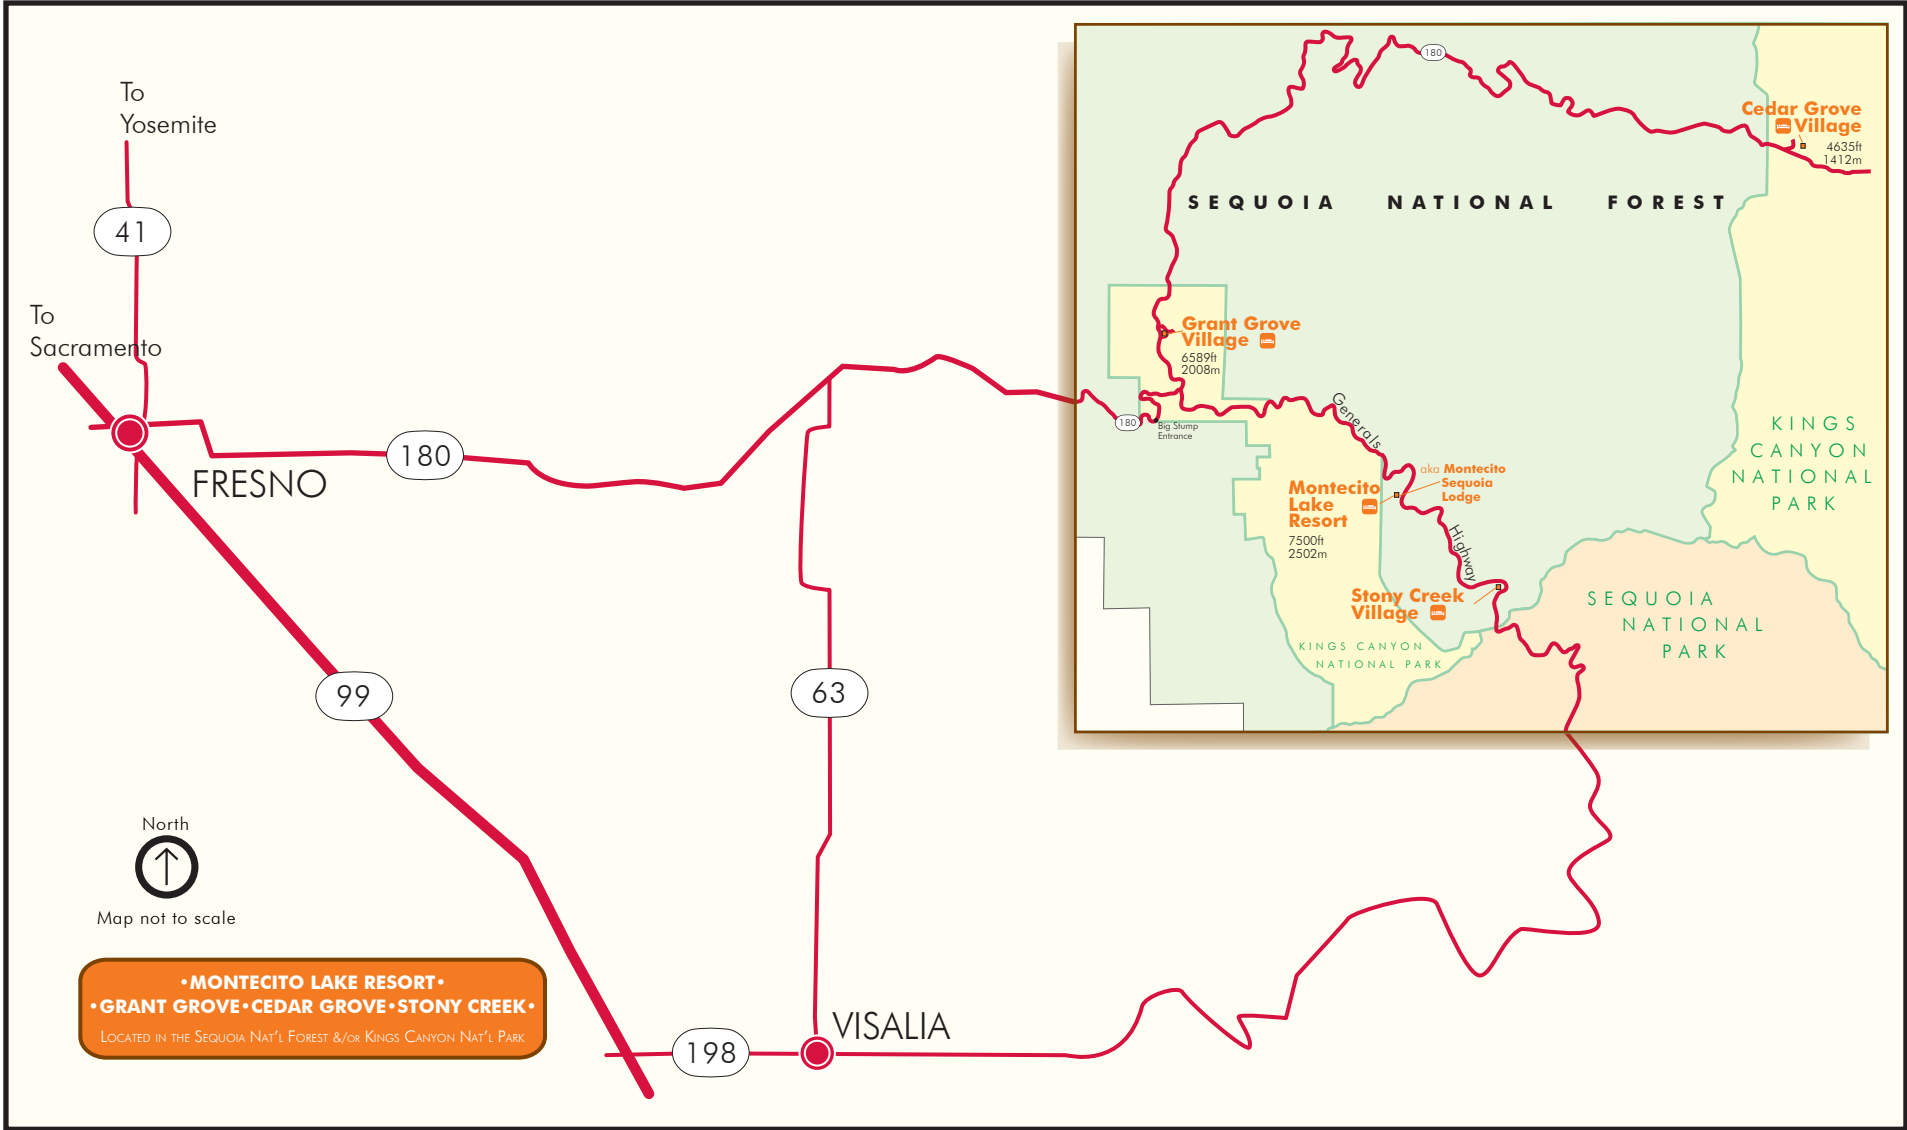 To
Yosemite
41
To
Sacramento
FRESNO
180
99
63
198
VISALIA
North
Map not to scale
•MONTECITO LAKE RESORT•
•GRANT GROVE•CEDAR GROVE•STONY CREEK•
Located in the Sequoia Nat'l Forest &/or Kings Canyon Nat'l Park
180
Cedar Grove
Village
4635ft
1412m
SEQUOIA NATIONAL FOREST
Grant Grove
Village
6589ft
2008m
180
Big Stump
Entrance
Generals
Highway
aka Montecito
Sequoia
Lodge
Montecito
Lake
Resort
7500ft
2502m
Stony Creek
Village
KINGS CANYON
NATIONAL PARK
KINGS
CANYON
NATIONAL
PARK
SEQUOIA
NATIONAL
PARK